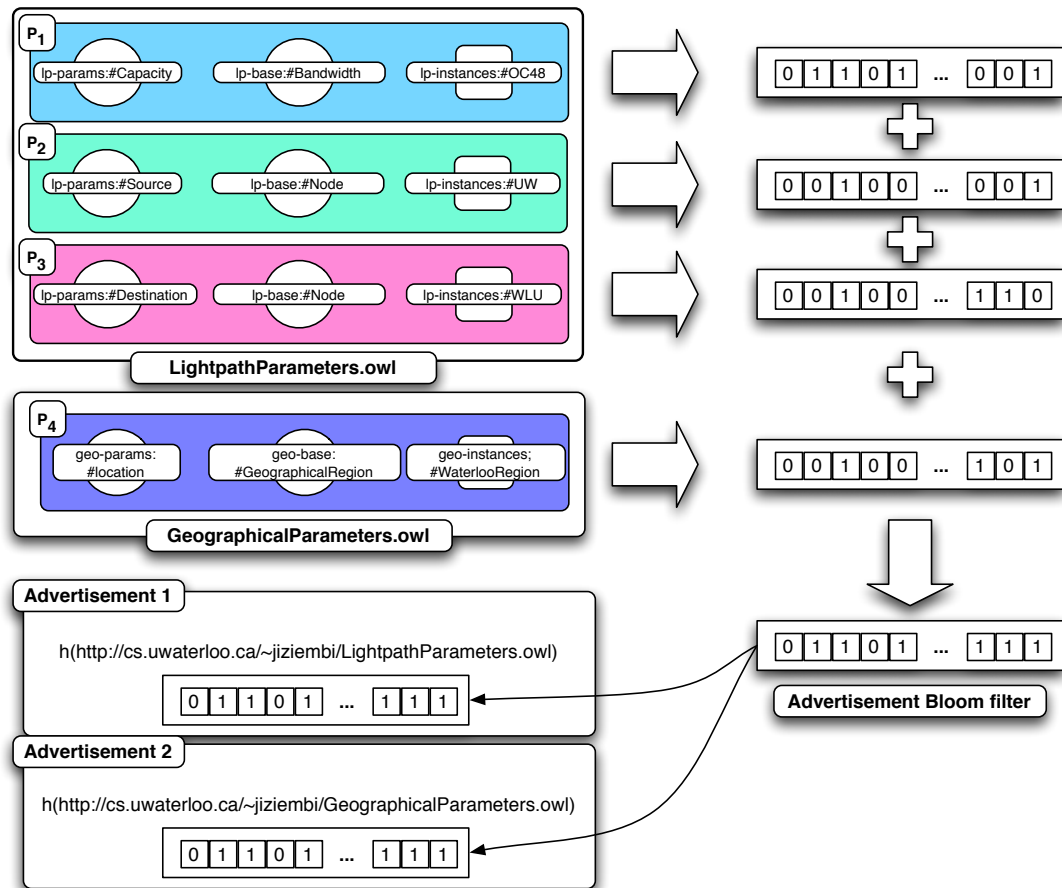 P1
lp-params:#Capacity lp-base:#Bandwidth lp-instances:#OC48
0 1 1 0 1 ... 0 0 1
P2
lp-params:#Source lp-base:#Node lp-instances:#UW
0 0 1 0 0 ... 0 0 1
P3
lp-params:#Destination lp-base:#Node lp-instances:#WLU
0 0 1 0 0 ... 1 1 0
LightpathParameters.owl
P4
geo-params: geo-base: geo-instances;
#location #GeographicalRegion #WaterlooRegion
0 0 1 0 0 ... 1 0 1
GeographicalParameters.owl
Advertisement 1
h(http://cs.uwaterloo.ca/~jiziembi/LightpathParameters.owl)
0 1 1 0 1 ... 1 1 1
0 1 1 0 1 ... 1 1 1
Advertisement Bloom filter
Advertisement 2
h(http://cs.uwaterloo.ca/~jiziembi/GeographicalParameters.owl)
0 1 1 0 1 ... 1 1 1